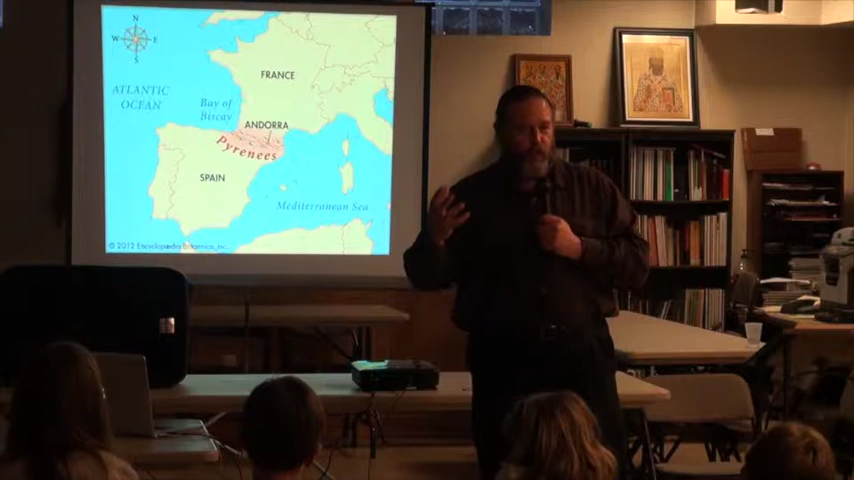 N
W
E
S
ATLANTIC
OCEAN
FRANCE
Bay of
Biscay
ANDORRA
Pyrenees
SPAIN
Mediterranean Sea
© 2012 Encyclopædia Britannica, Inc.